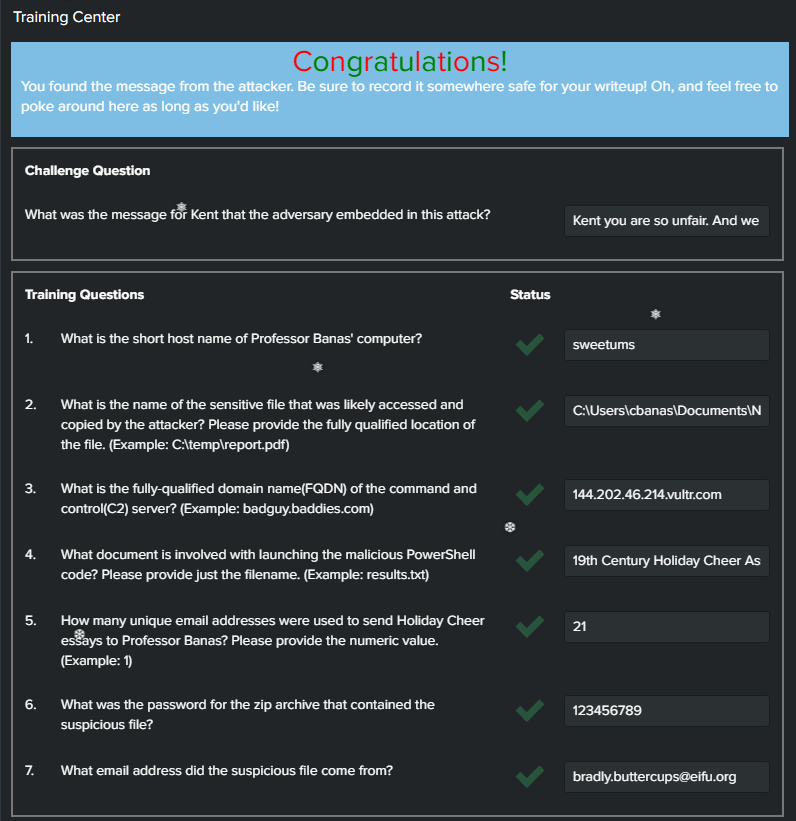 Training Center
Congratulations!
You found the message from the attacker. Be sure to record it somewhere safe for your writeup! Oh, and feel free to
poke around here as long as you'd like!
Challenge Question
What was the message for Kent that the adversary embedded in this attack?
Kent you are so unfair. And we
Training Questions
Status
1.
What is the short host name of Professor Banas' computer?
sweetums
2.
What is the name of the sensitive file that was likely accessed and
copied by the attacker? Please provide the fully qualified location of
the file. (Example: C:\temp\report.pdf)
C:\Users\cbanas\Documents\N
3.
What is the fully-qualified domain name(FQDN) of the command and
control(C2) server? (Example: badguy.baddies.com)
144.202.46.214.vultr.com
4.
What document is involved with launching the malicious PowerShell
code? Please provide just the filename. (Example: results.txt)
19th Century Holiday Cheer As
5.
How many unique email addresses were used to send Holiday Cheer
essays to Professor Banas? Please provide the numeric value.
(Example: 1)
21
6.
What was the password for the zip archive that contained the
suspicious file?
123456789
7.
What email address did the suspicious file come from?
bradly.buttercups@eifu.org